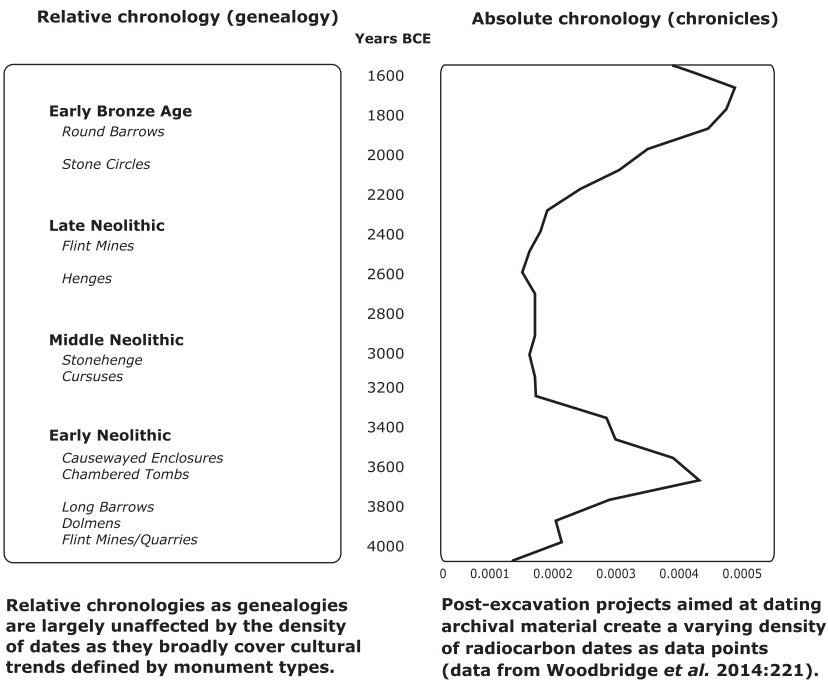 Relative chronology (genealogy)
Absolute chronology (chronicles)
Years BCE
Early Bronze Age
Round Barrows
Stone Circles
Late Neolithic
Flint Mines
Henges
Middle Neolithic
Stonehenge
Cursuses
Early Neolithic
Causewayed Enclosures
Chambered Tombs
Long Barrows
Dolmens
Flint Mines/Quarries
1600
1800
2000
2200
2400
2600
2800
3000
3200
3400
3600
3800
4000
0 0.0001 0.0002 0.0003 0.0004 0.0005
Relative chronologies as genealogies
are largely unaffected by the density
of dates as they broadly cover cultural
trends defined by monument types.
Post-excavation projects aimed at dating
archival material create a varying density
of radiocarbon dates as data points
(data from Woodbridge et al. 2014:221).